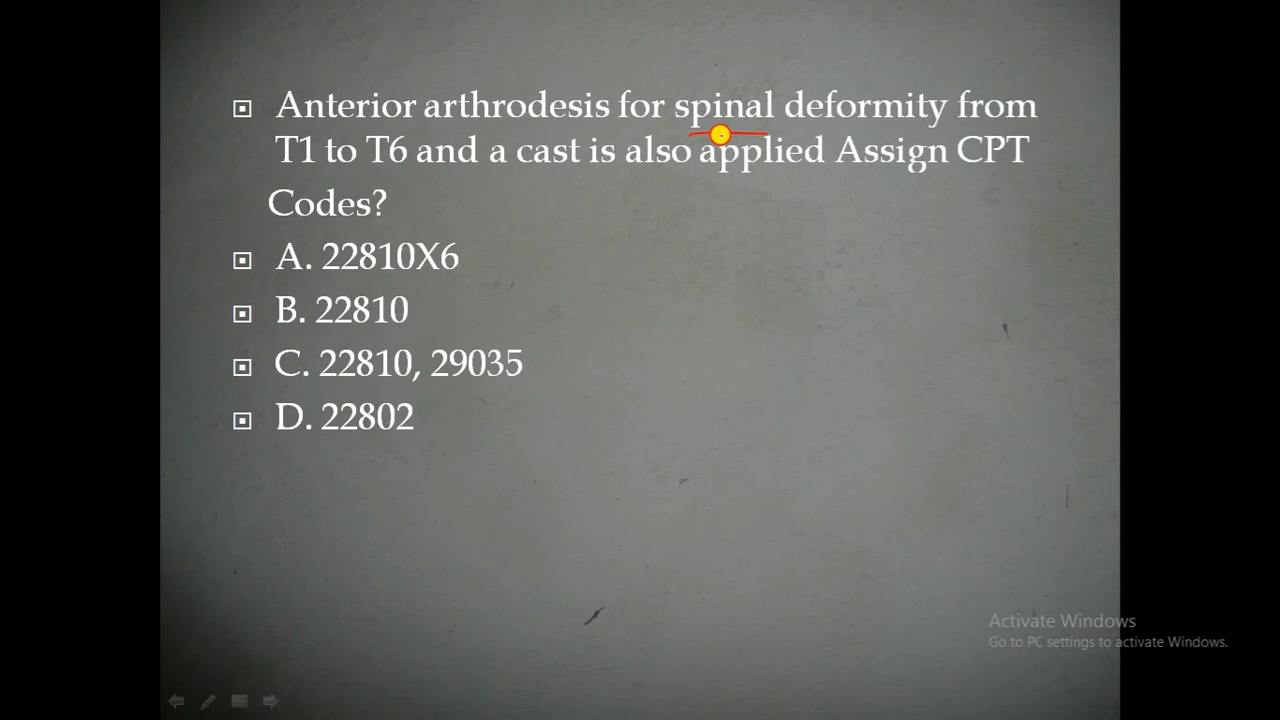 Anterior arthrodesis for spinal deformity from
T1 to T6 and a cast is also applied Assign CPT
Codes?
A. 22810X6
B. 22810
C. 22810, 29035
D. 22802
Activate Windows
Go to PC settings to activate Windows.